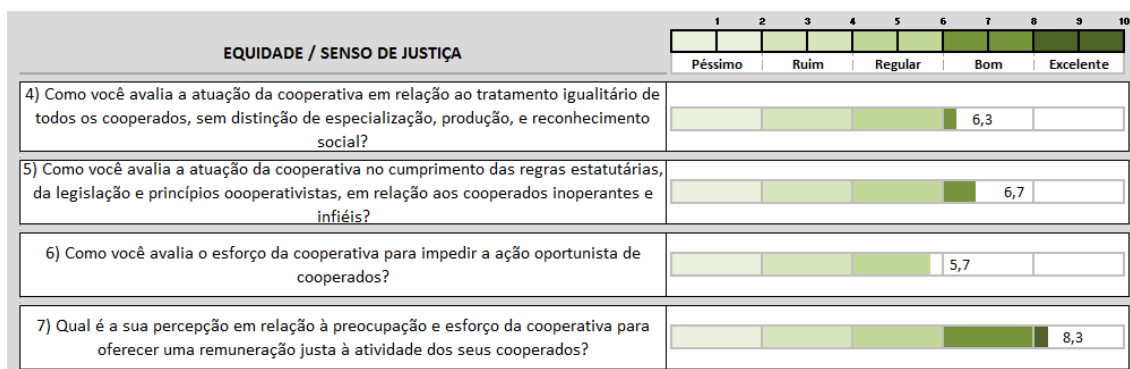 1 2 3 4 5 6 7 8 9 10
EQUIDADE / SENSO DE JUSTIÇA
Péssimo Ruim Regular Bom Excelente
4) Como você avalia a atuação da cooperativa em relação ao tratamento igualitário de
todos os cooperados, sem distinção de especialização, produção, e reconhecimento
social?
6,3
5) Como você avalia a atuação da cooperativa no cumprimento das regras estatutárias,
da legislação e princípios oooperativistas, em relação aos cooperados inoperantes e
infiéis?
6,7
6) Como você avalia o esforço da cooperativa para impedir a ação oportunista de
cooperados?
5,7
7) Qual é a sua percepção em relação à preocupação e esforço da cooperativa para
oferecer uma remuneração justa à atividade dos seus cooperados?
8,3